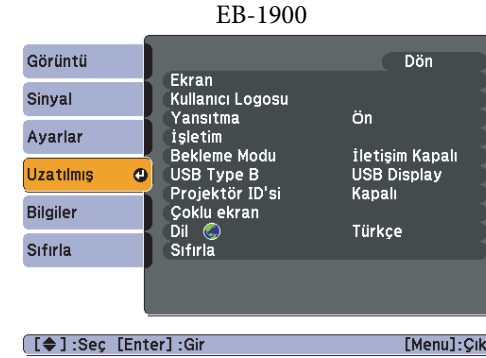 EB-1900
Görüntü
Sinyal
Ayarlar
Uzatılmış
Bilgiler
Sıfırla
Dön
Ekran
Kullanıcı Logosu
Yansıtma Ön
İşletim
Bekleme Modu İletişim Kapalı
USB Type B USB Display
Projektör ID'si Kapalı
Çoklu ekran
Dil Türkçe
Sıfırla
[◆] :Seç [Enter] :Gir [Menu]:Çık